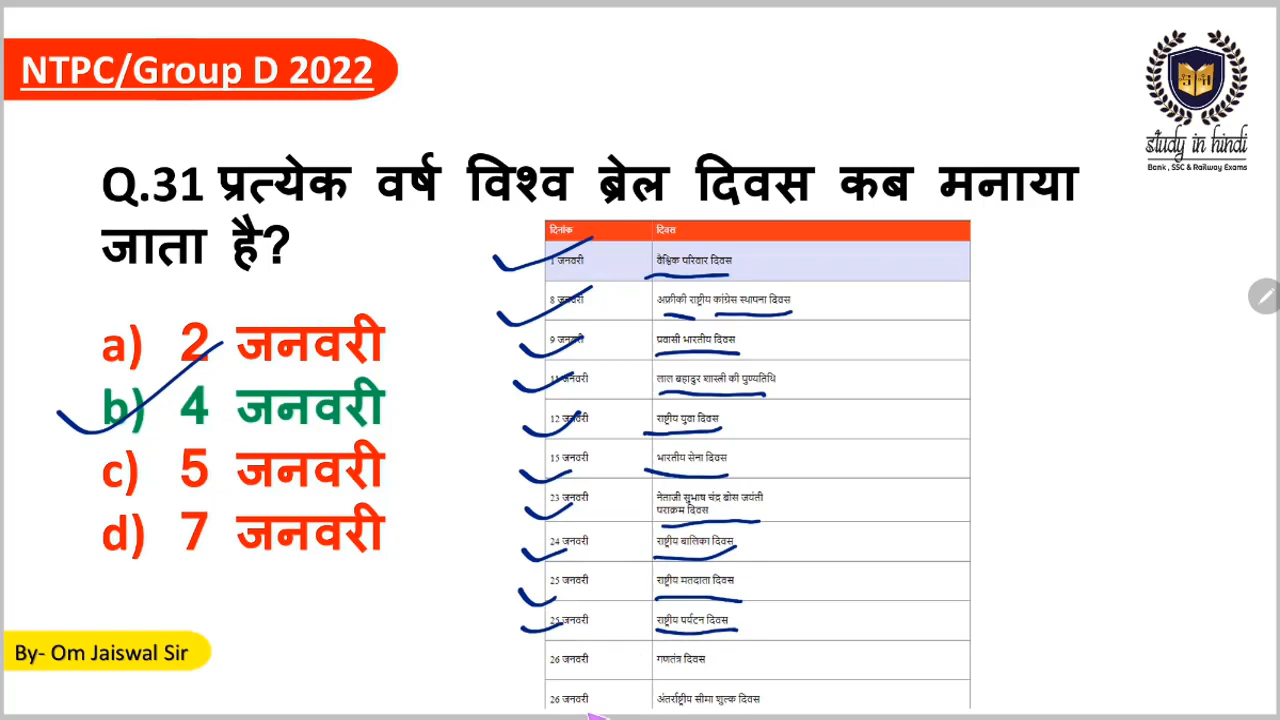 NTPC/Group D 2022
Study in hindi
Bank , SSC & Railway Exams
Q.31 प्रत्येक वर्ष विश्व ब्रेल दिवस कब मनाया
जाता है?
a) 2 जनवरी
b) 4 जनवरी
c) 5 जनवरी
d) 7 जनवरी
दिनांक दिवस
1 जनवरी वैश्विक परिवार दिवस
8 जनवरी अफ्रीकी राष्ट्रीय कांग्रेस स्थापना दिवस
9 जनवरी प्रवासी भारतीय दिवस
11 जनवरी लाल बहादुर शास्त्री की पुण्यतिथि
12 जनवरी राष्ट्रीय युवा दिवस
15 जनवरी भारतीय सेना दिवस
23 जनवरी नेताजी सुभाष चंद्र बोस जयंती
पराक्रम दिवस
24 जनवरी राष्ट्रीय बालिका दिवस
25 जनवरी राष्ट्रीय मतदाता दिवस
25 जनवरी राष्ट्रीय पर्यटन दिवस
26 जनवरी गणतंत्र दिवस
26 जनवरी अंतर्राष्ट्रीय सीमा शुल्क दिवस
By- Om Jaiswal Sir